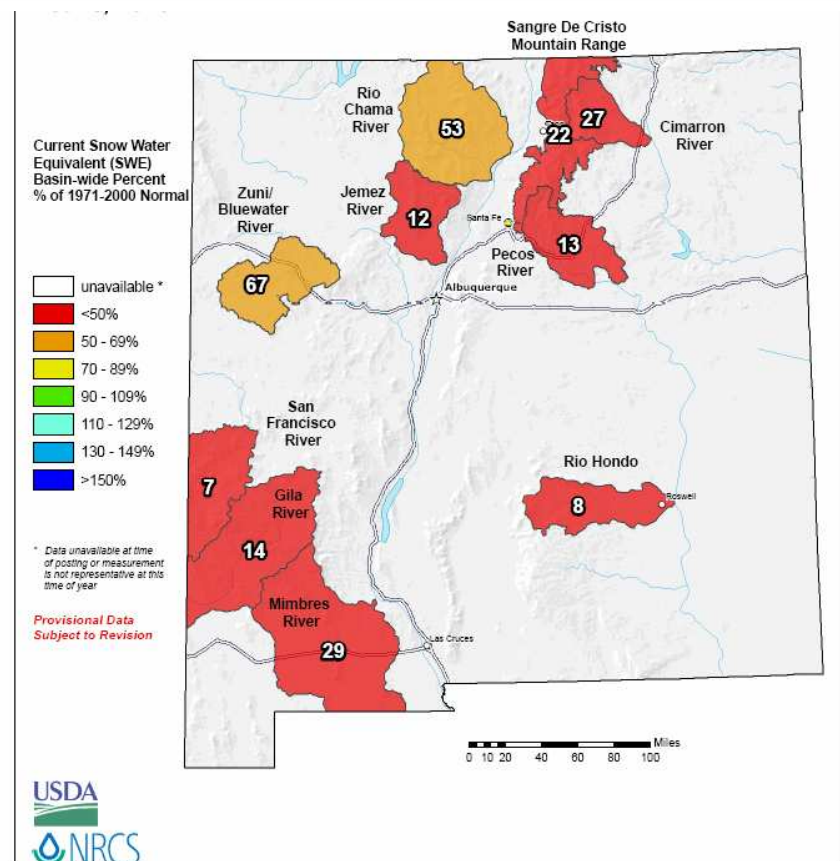 Sangre De Cristo
Mountain Range
Rio
Chama
River
53
22
27
Cimarron
River
Current Snow Water
Equivalent (SWE)
Basin-wide Percent
% of 1971-2000 Normal
Zuni/
Bluewater
River
Jemez
River
12
Santa Fe
13
Pecos
River
67
Albuquerque
unavailable *
<50%
50 - 69%
70 - 89%
90 - 109%
110 - 129%
130 - 149%
>150%
San
Francisco
River
7
Gila
River
14
Rio Hondo
8
Roswell
* Data unavailable at time
of posting or measurement
is not representative at this
time of year
Provisional Data
Subject to Revision
Mimbres
River
29
Las Cruces
Miles
0 10 20 40 60 80 100
USDA
NRCS